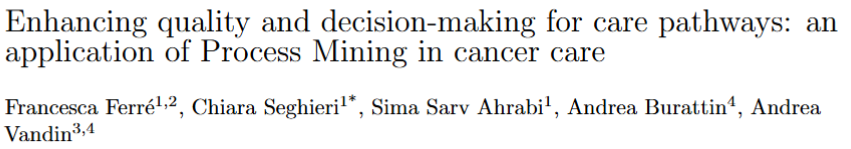 Enhancing quality and decision-making for care pathways: an
application of Process Mining in cancer care
Francesca Ferré1,2, Chiara Seghieri1*, Sima Sarv Ahrabi1, Andrea Burattin4, Andrea
Vandin3,4